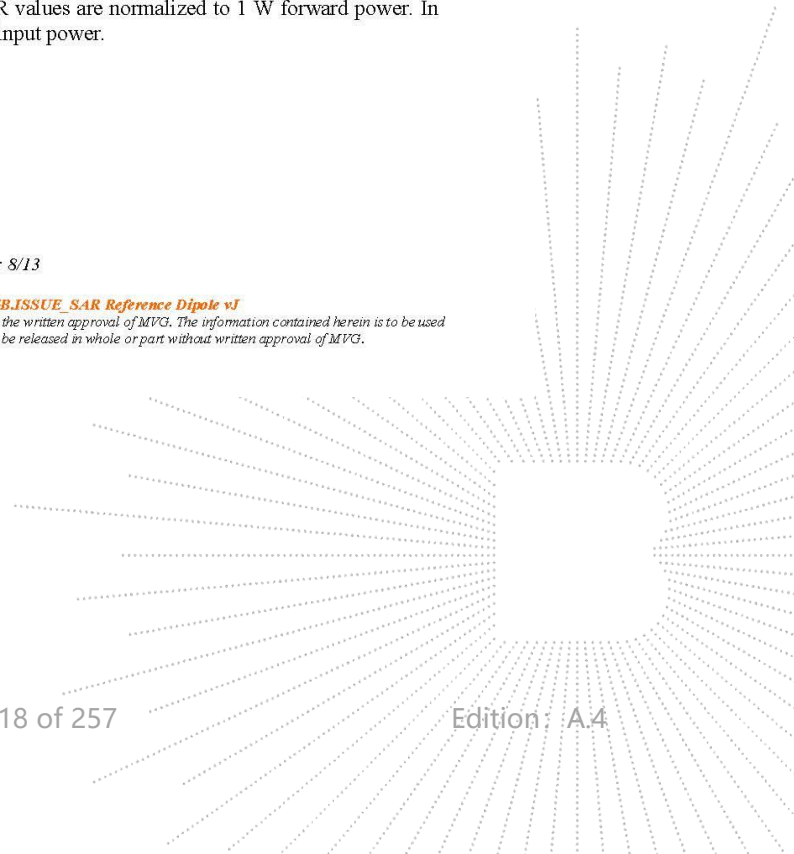 R values are normalized to 1 W forward power. In
input power.
: 8/13
B.ISSUE_SAR Reference Dipole vJ
the written approval of MVG. The information contained herein is to be used
be released in whole or part without written approval of MVG.
18 of 257
Edition: A.4